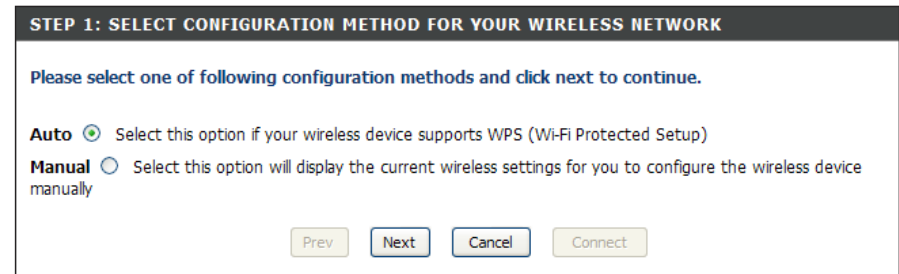 STEP 1: SELECT CONFIGURATION METHOD FOR YOUR WIRELESS NETWORK
Please select one of following configuration methods and click next to continue.
Auto Select this option if your wireless device supports WPS (Wi-Fi Protected Setup)
Manual Select this option will display the current wireless settings for you to configure the wireless device
manually
Prev Next Cancel Connect